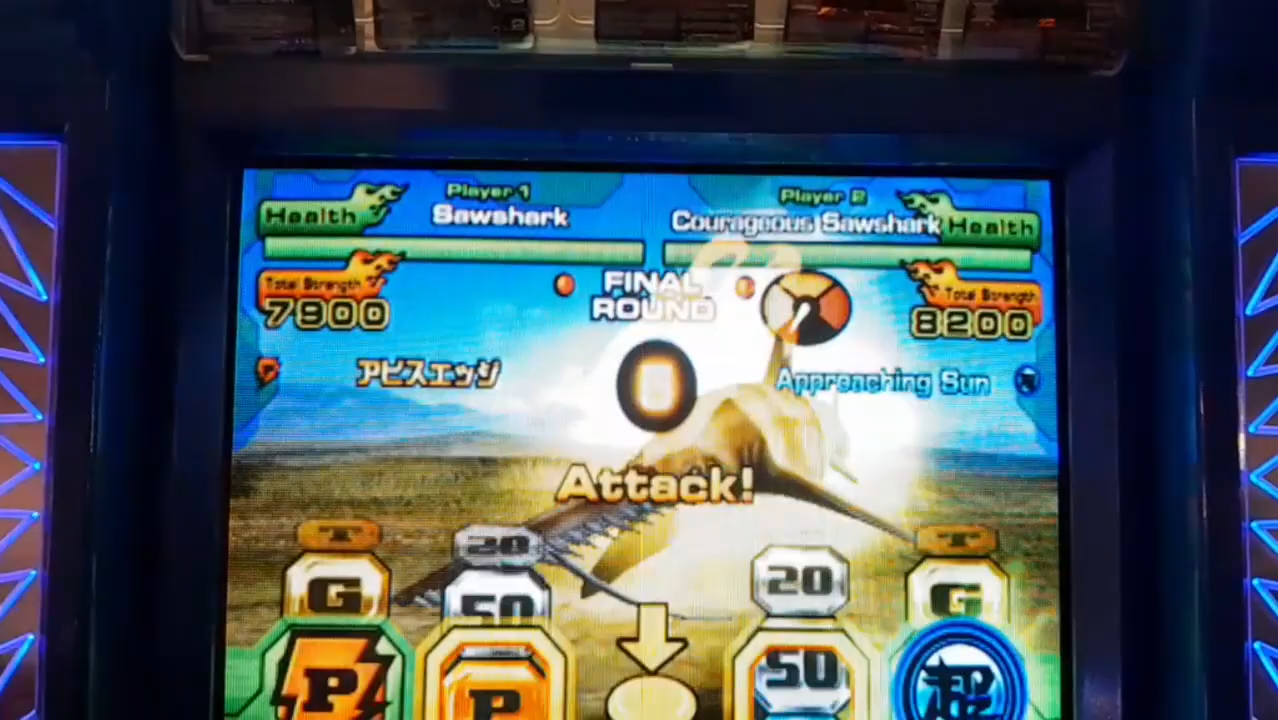 Player 1
Player 2
Health
Sawshark
Courageous Sawshark
Health
Total Strength
FINAL
ROUND
Total Strength
7900
8200
アビスエッジ
0
Approaching Sun
Attack!
T
20
T
G
50
20
G
P
P
50
超